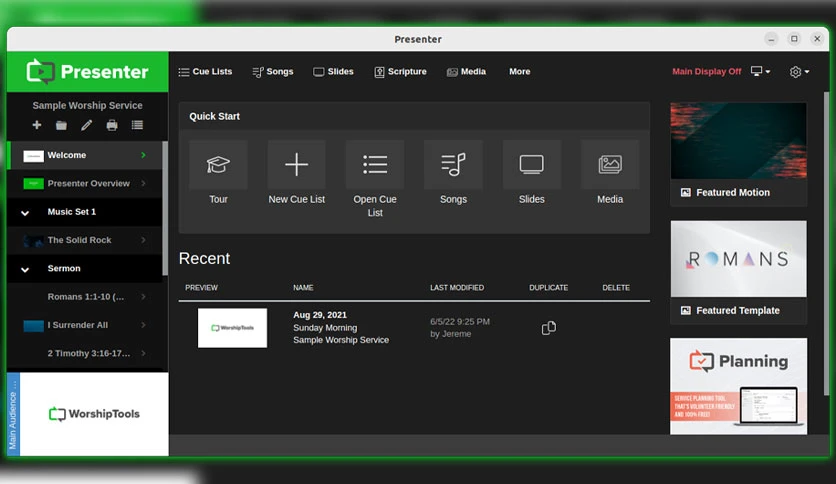 Presenter
Presenter
Cue Lists
Songs
Slides
Scripture
Media
More
Main Display Off
Sample Worship Service
Welcome
Presenter Overview
Music Set 1
The Solid Rock
Sermon
Romans 1:1-10 (...
I Surrender All
2 Timothy 3:16-17...
Main Audience ...
WorshipTools
Quick Start
Tour
New Cue List
Open Cue
List
Songs
Slides
Media
Recent
PREVIEW
NAME
LAST MODIFIED
DUPLICATE
DELETE
WorshipTools
Aug 29, 2021
Sunday Morning
Sample Worship Service
6/5/22 9:25 PM
by Jereme
Featured Motion
ROMANS
Featured Template
Planning
SERVICE PLANNING TOOL
THAT'S VOLUNTEER FRIENDLY
AND 100% FREE!